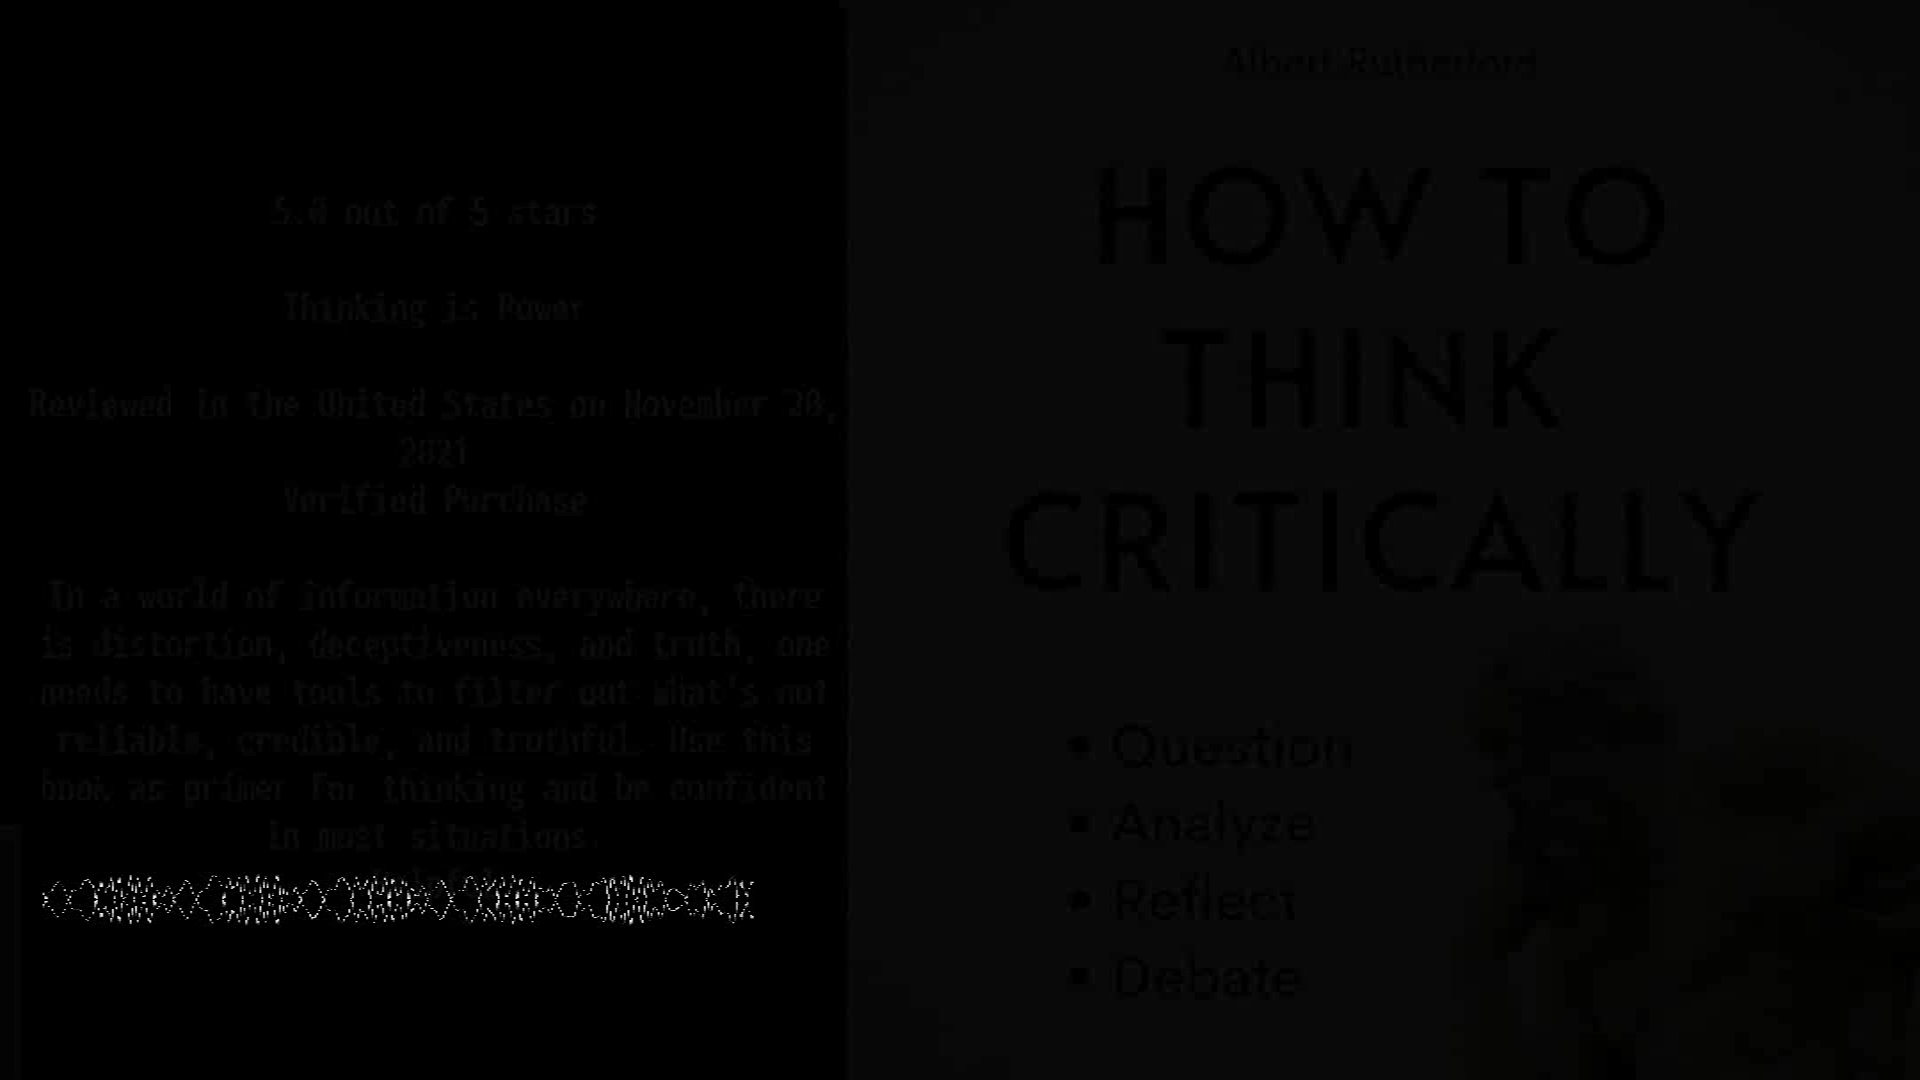 5.0 out of 5 stars
Thinking is Power
Reviewed in the United States on November 20,
2021
Verified Purchase
In a world of information everywhere, there
is distortion, deceptiveness, and truth, one
needs to have tools to filter out what's not
reliable, credible, and truthful. Use this
book as primer for thinking and be confident
in most situations.
Albert Rutherford
HOW TO
THINK
CRITICALLY
• Question
• Analyze
• Reflect
• Debate